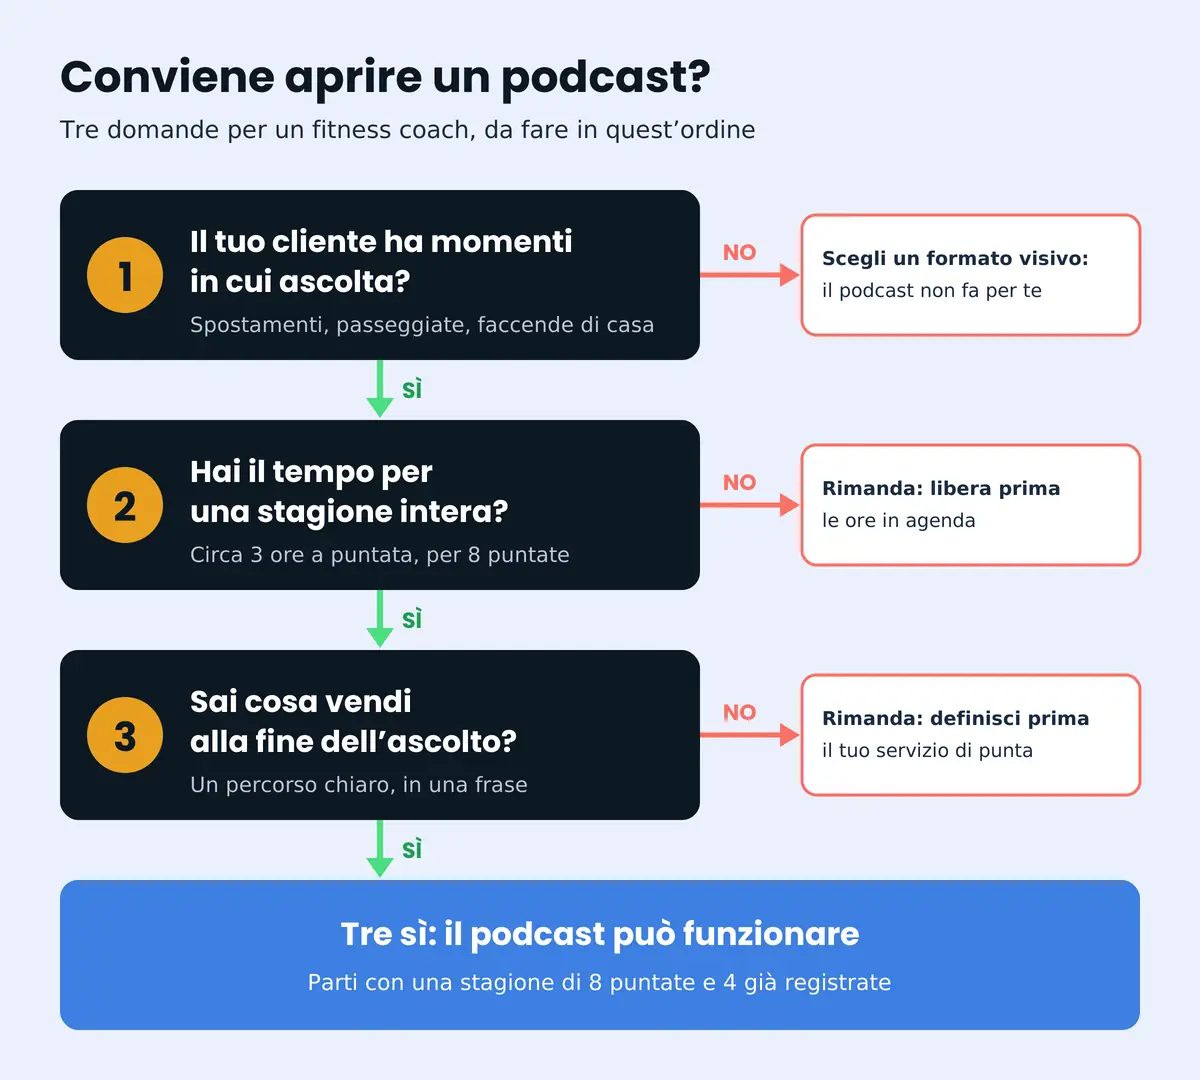 Conviene aprire un podcast?
Tre domande per un fitness coach, da fare in quest’ordine
1
Il tuo cliente ha momenti
in cui ascolta?
Spostamenti, passeggiate, faccende di casa
NO
Scegli un formato visivo:
il podcast non fa per te
SÌ
2
Hai il tempo per
una stagione intera?
Circa 3 ore a puntata, per 8 puntate
NO
Rimanda: libera prima
le ore in agenda
SÌ
3
Sai cosa vendi
alla fine dell’ascolto?
Un percorso chiaro, in una frase
NO
Rimanda: definisci prima
il tuo servizio di punta
SÌ
Tre sì: il podcast può funzionare
Parti con una stagione di 8 puntate e 4 già registrate